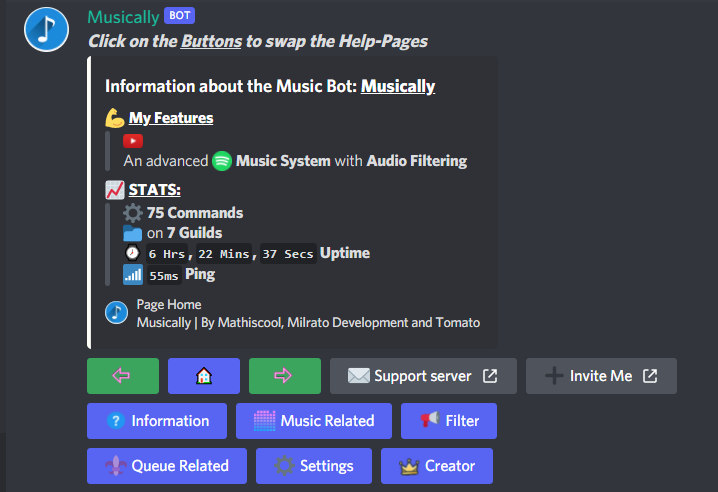 Musically BOT
Click on the Buttons to swap the Help-Pages
Information about the Music Bot: Musically
My Features
An advanced Music System with Audio Filtering
STATS:
75 Commands
on 7 Guilds
6 Hrs, 22 Mins, 37 Secs Uptime
55ms Ping
Page Home
Musically | By Mathiscool, Milrato Development and Tomato
Support server Invite Me
Information Music Related Filter
Queue Related Settings Creator